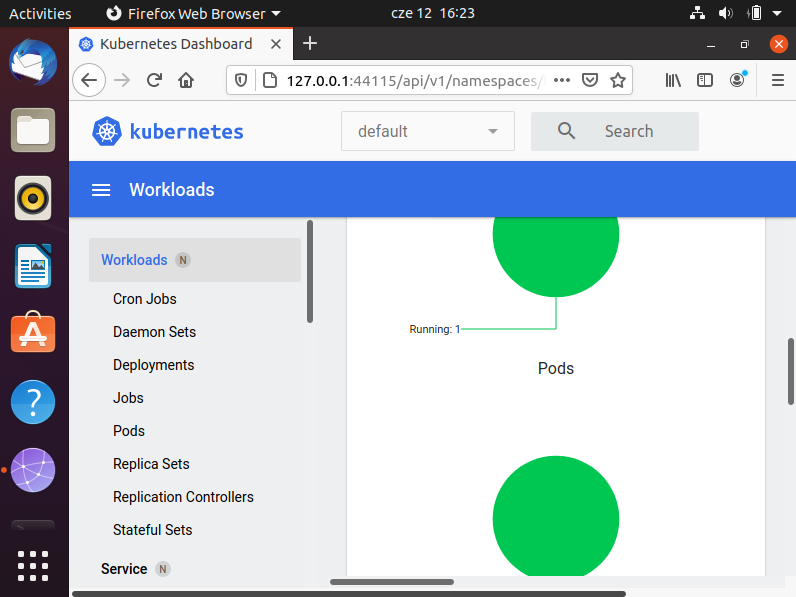 Activities Firefox Web Browser cze 12 16:23
Kubernetes Dashboard
127.0.0.1:44115/api/v1/namespaces/
kubernetes default Search
Workloads
Workloads N
Cron Jobs
Daemon Sets
Deployments
Jobs
Pods
Replica Sets
Replication Controllers
Stateful Sets
Service N
Running: 1
Pods